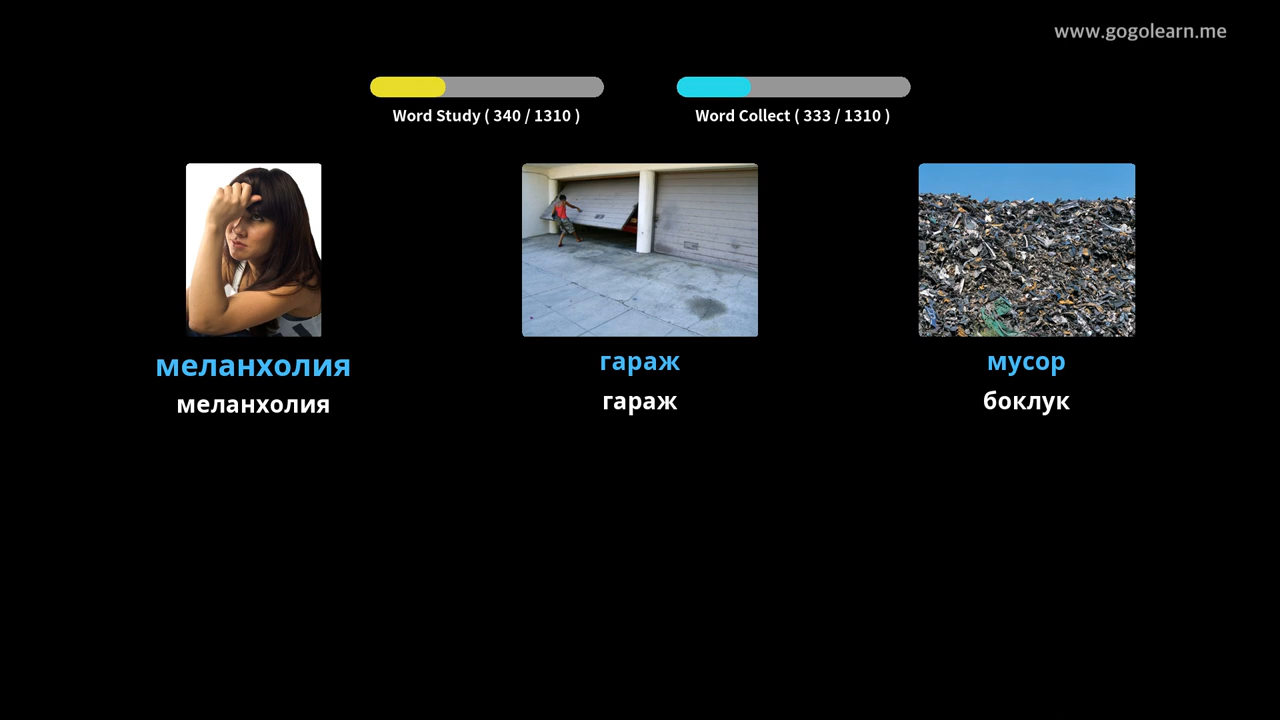 www.gogolearn.me
Word Study ( 340 / 1310 )
Word Collect ( 333 / 1310 )
меланхолия
меланхолия
гараж
гараж
мусор
боклук